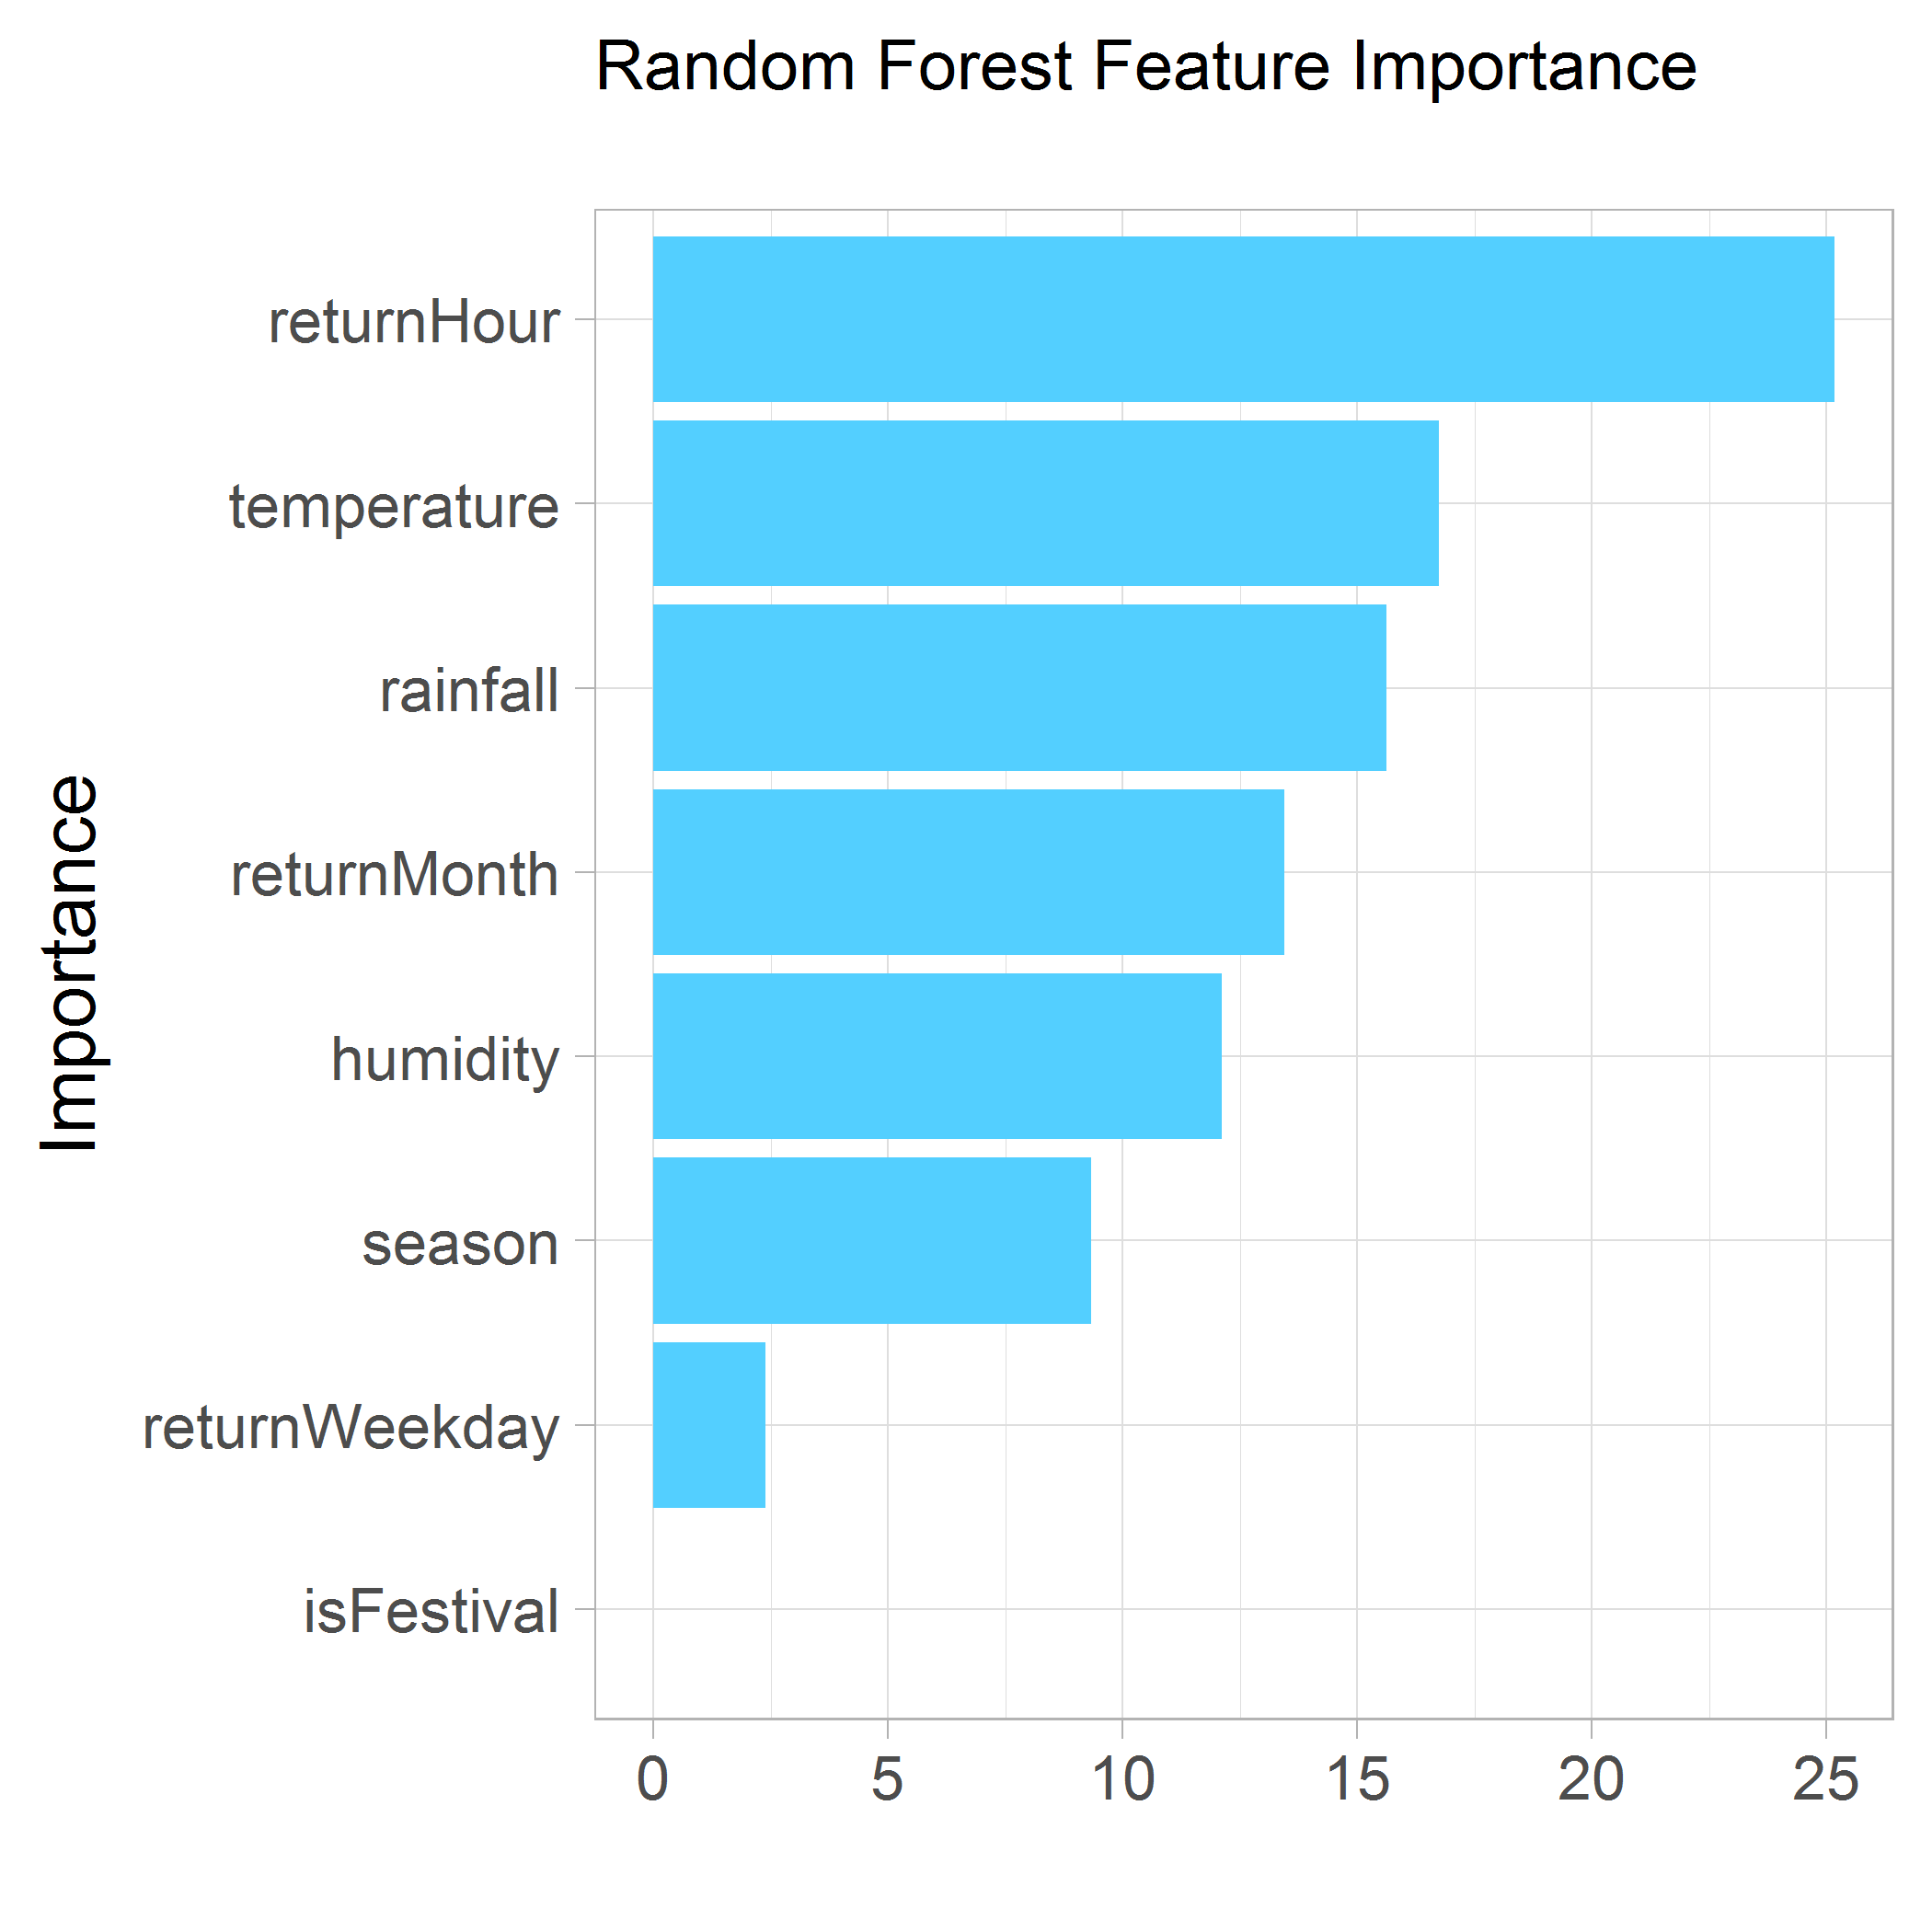 Random Forest Feature Importance
Importance
returnHour
temperature
rainfall
returnMonth
humidity
season
returnWeekday
isFestival
0 5 10 15 20 25